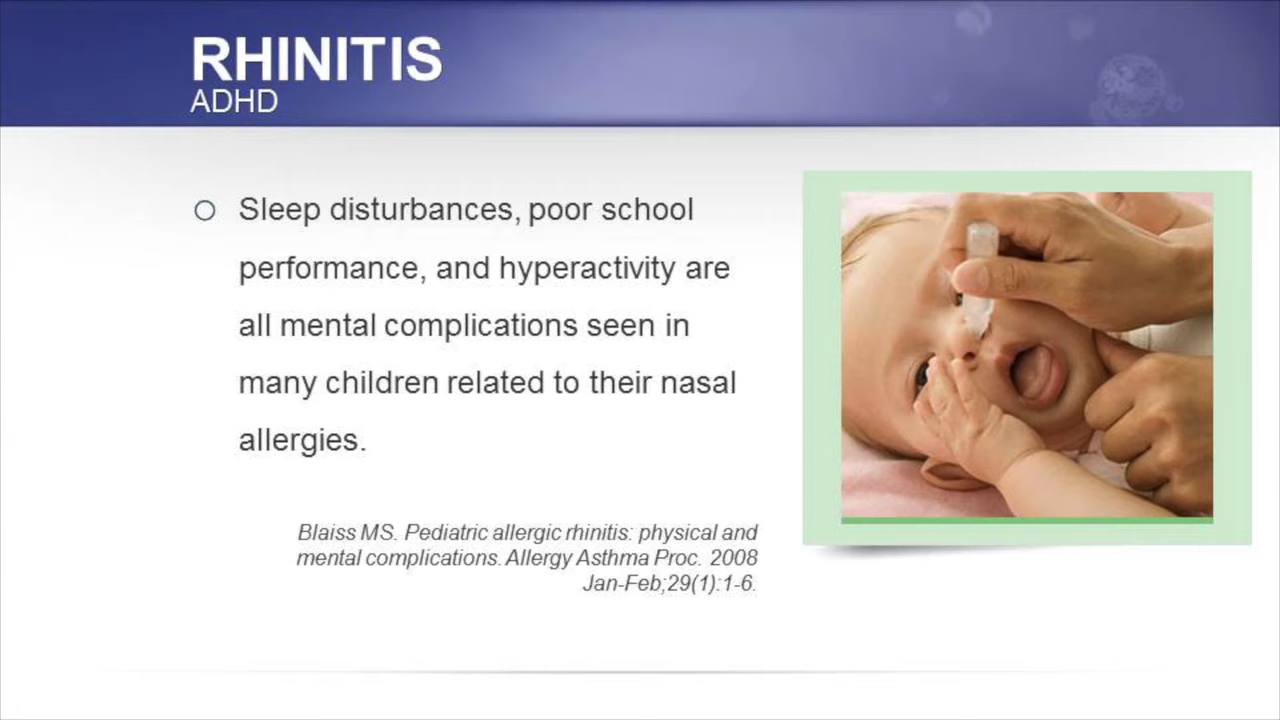 RHINITIS
ADHD
Sleep disturbances, poor school
performance, and hyperactivity are
all mental complications seen in
many children related to their nasal
allergies.
Blaiss MS. Pediatric allergic rhinitis: physical and
mental complications. Allergy Asthma Proc. 2008
Jan-Feb;29(1):1-6.